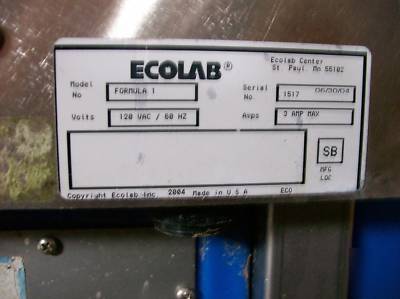 ECOLAB®
Ecolab Center
St Paul Mn 55102
Model No FORMULA 1
Serial No. 1517 06/30/04
Volts 120 VAC / 60 HZ
Amps 3 AMP MAX
SB
MFG
LOC
Copyright Ecolab Inc 2004 Made in U S A ECO